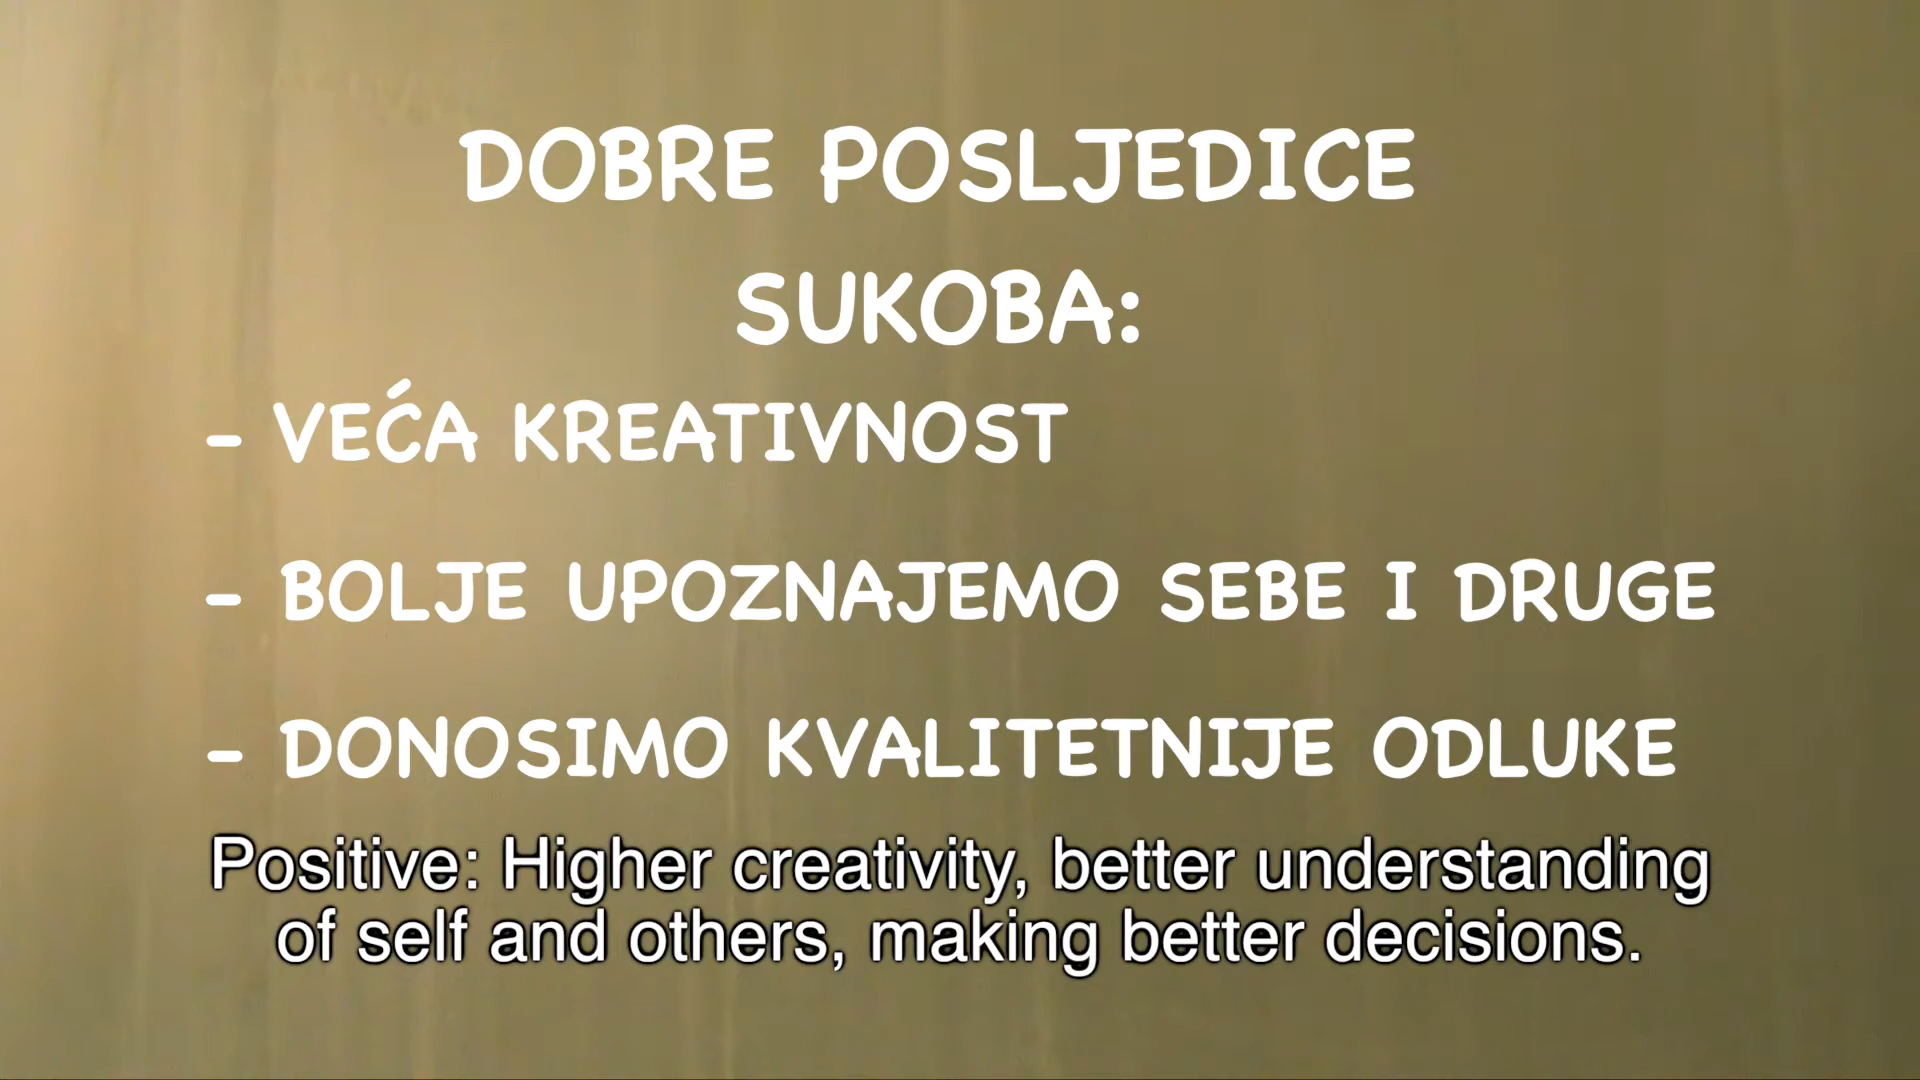 DOBRE POSLJEDICE
SUKOBA:
- VEĆA KREATIVNOST
- BOLJE UPOZNAJEMO SEBE I DRUGE
- DONOSIMO KVALITETNIJE ODLUKE
Positive: Higher creativity, better understanding
of self and others, making better decisions.